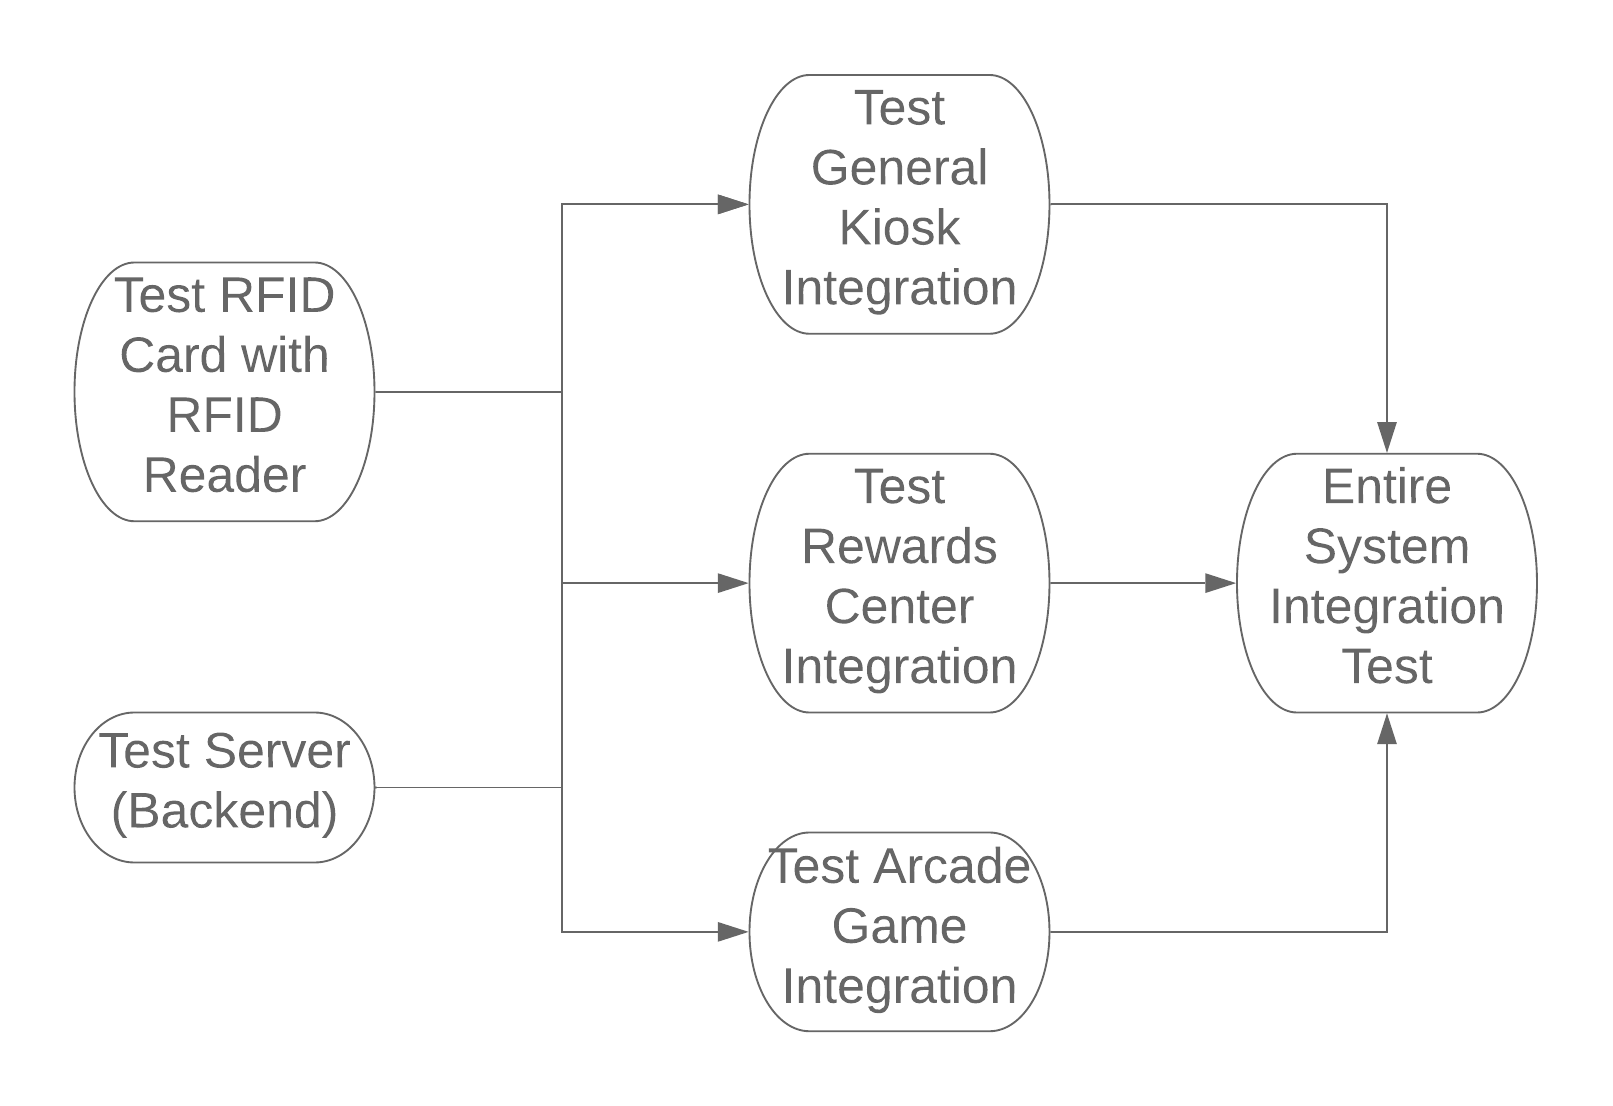 Test RFID
Card with
RFID
Reader
Test Server
(Backend)
Test
General
Kiosk
Integration
Test
Rewards
Center
Integration
Test Arcade
Game
Integration
Entire
System
Integration
Test